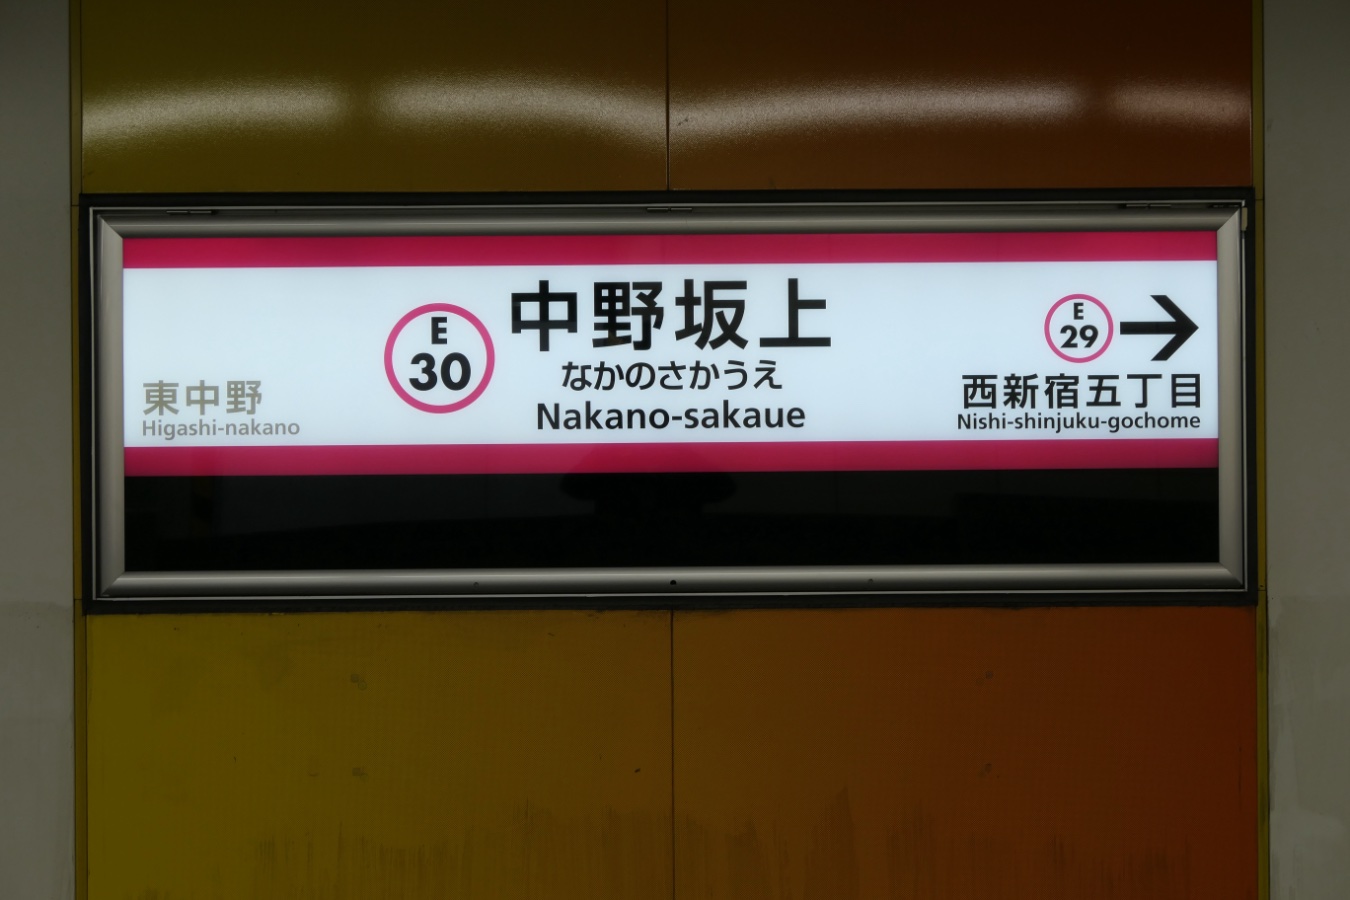 E
30
中野坂上
なかのさかうえ
Nakano-sakaue
東中野
Higashi-nakano
E
29
→
西新宿五丁目
Nishi-shinjuku-gochome